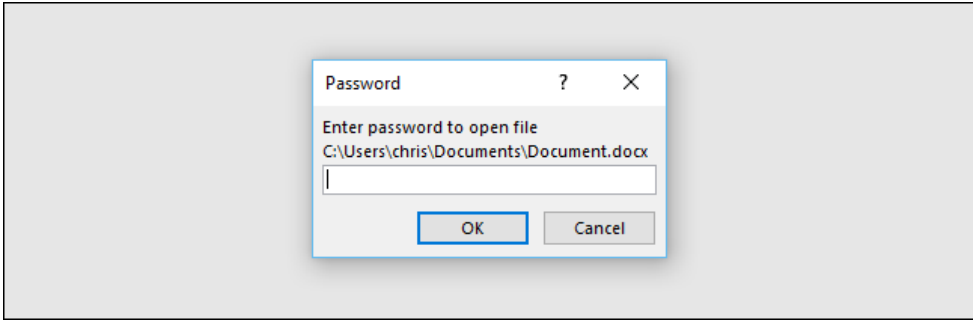 Password ?
Enter password to open file
C:\Users\chris\Documents\Document.docx
OK Cancel